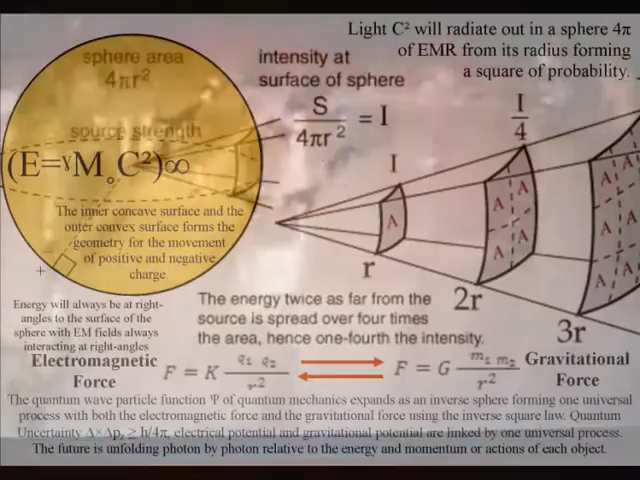 Light C² will radiate out in a sphere 4π
of EMR from its radius forming
a square of probability.
sphere area
4πr²
source strength
(E=ˠM˳C²)∞
The inner concave surface and the
outer convex surface forms the
geometry for the movement
of positive and negative
charge.
+
intensity at
surface of sphere
S
4πr² = I
I
I
4
A
A A
A A
A A
A A
A
r
2r
3r
Energy will always be at right-
angles to the surface of the
sphere with EM fields always
interacting at right-angles
The energy twice as far from the
source is spread over four times
the area, hence one-fourth the intensity.
Electromagnetic
Force
F = K q₁ q₂
r²
F = G m₁ m₂
r²
Gravitational
Force
The quantum wave particle function Ψ of quantum mechanics expands as an inverse sphere forming one universal
process with both the electromagnetic force and the gravitational force using the inverse square law. Quantum
Uncertainty Δ×Δpₓ ≥ h/4π, electrical potential and gravitational potential are linked by one universal process.
The future is unfolding photon by photon relative to the energy and momentum or actions of each object.